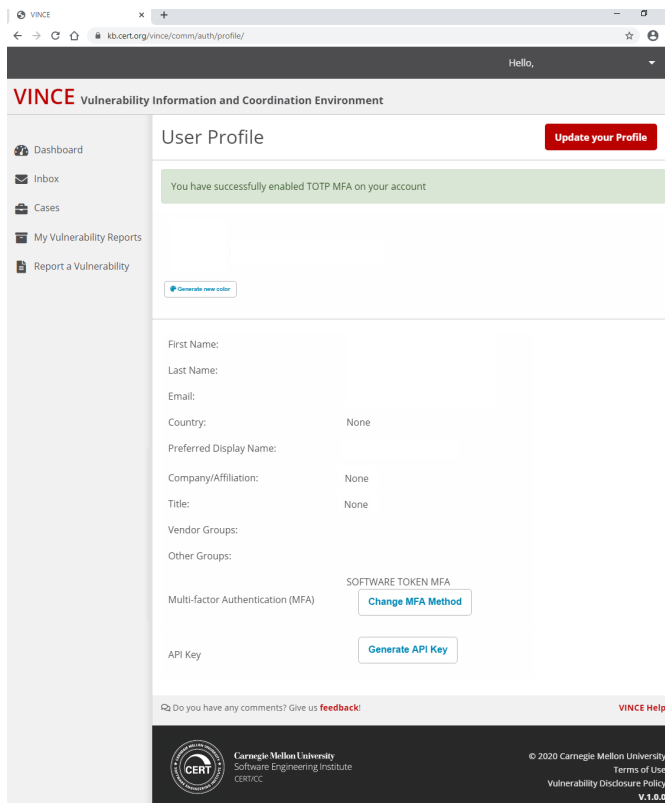 VINCE
kb.cert.org/vince/comm/auth/profile/
Hello,
VINCE Vulnerability Information and Coordination Environment
Dashboard
Inbox
Cases
My Vulnerability Reports
Report a Vulnerability
User Profile
Update your Profile
You have successfully enabled TOTP MFA on your account
Generate new color
First Name:
Last Name:
Email:
Country: None
Preferred Display Name:
Company/Affiliation: None
Title: None
Vendor Groups:
Other Groups:
SOFTWARE TOKEN MFA
Multi-factor Authentication (MFA) Change MFA Method
API Key Generate API Key
Do you have any comments? Give us feedback!
VINCE Help
CERT
Carnegie Mellon University
Software Engineering Institute
CERT/CC
© 2020 Carnegie Mellon University
Terms of Use
Vulnerability Disclosure Policy
V.1.0.0